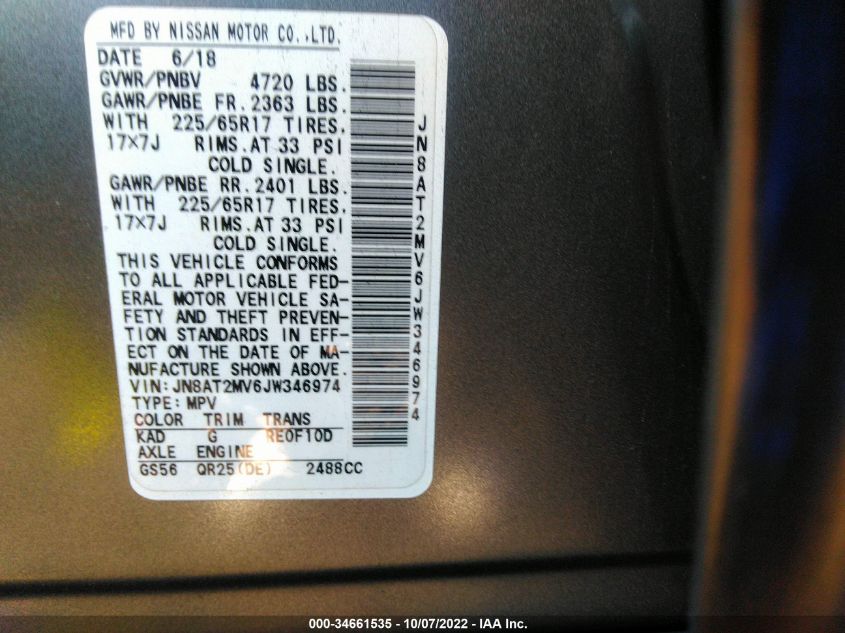 MFD BY NISSAN MOTOR CO.,LTD.
DATE 6/18
GVWR/PNBV 4720 LBS.
GAWR/PNBE FR.2363 LBS.
WITH 225/65R17 TIRES.
17×7J RIMS.AT 33 PSI
COLD SINGLE.
GAWR/PNBE RR.2401 LBS.
WITH 225/65R17 TIRES.
17×7J RIMS.AT 33 PSI
COLD SINGLE.
THIS VEHICLE CONFORMS
TO ALL APPLICABLE FED-
ERAL MOTOR VEHICLE SA-
FETY AND THEFT PREVEN-
TION STANDARDS IN EFF-
ECT ON THE DATE OF MA-
NUFACTURE SHOWN ABOVE.
VIN:JN8AT2MV6JW346974
TYPE:MPV
COLOR TRIM TRANS
KAD G RE0F10D
AXLE ENGINE
GS56 QR25(DE) 2488CC
JN8AT2MV6JW346974
000-34661535 - 10/07/2022 - IAA Inc.